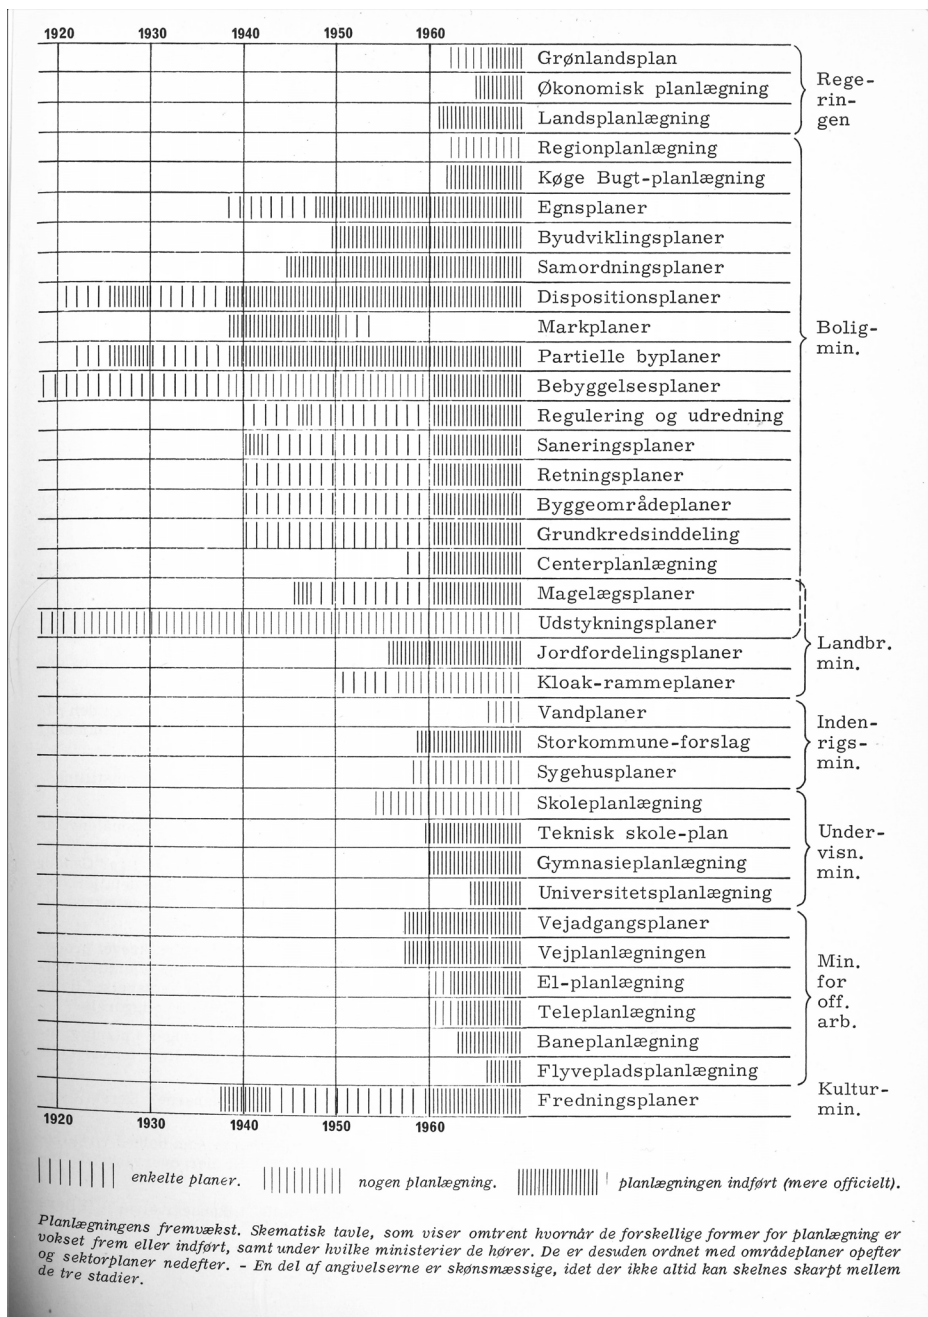 1920 1930 1940 1950 1960
Grønlandsplan
Økonomisk planlægning
Landsplanlægning
Rege-
rin-
gen
Regionplanlægning
Køge Bugt-planlægning
Egnsplaner
Byudviklingsplaner
Samordningsplaner
Dispositionsplaner
Markplaner
Partielle byplaner
Bebyggelsesplaner
Regulering og udredning
Saneringsplaner
Retningsplaner
Byggeområdeplaner
Grundkredsinddeling
Centerplanlægning
Bolig-
min.
Magelægsplaner
Udstykningsplaner
Jordfordelingsplaner
Kloak-rammeplaner
Landbr.
min.
Vandplaner
Storkommune-forslag
Sygehusplaner
Inden-
rigs-
min.
Skoleplanlægning
Teknisk skole-plan
Gymnasieplanlægning
Universitetsplanlægning
Under-
visn.
min.
Vejadgangsplaner
Vejplanlægningen
El-planlægning
Teleplanlægning
Baneplanlægning
Flyvepladsplanlægning
Min.
for
off.
arb.
Fredningsplaner
Kultur-
min.
1920 1930 1940 1950 1960
enkelte planer. nogen planlægning. planlægningen indført (mere officielt).
Planlægningens fremvækst. Skematisk tavle, som viser omtrent hvornår de forskellige former for planlægning er
vokset frem eller indført, samt under hvilke ministerier de hører. De er desuden ordnet med områdeplaner opefter
og sektorplaner nedefter. - En del af angivelserne er skønsmæssige, idet der ikke altid kan skelnes skarpt mellem
de tre stadier.